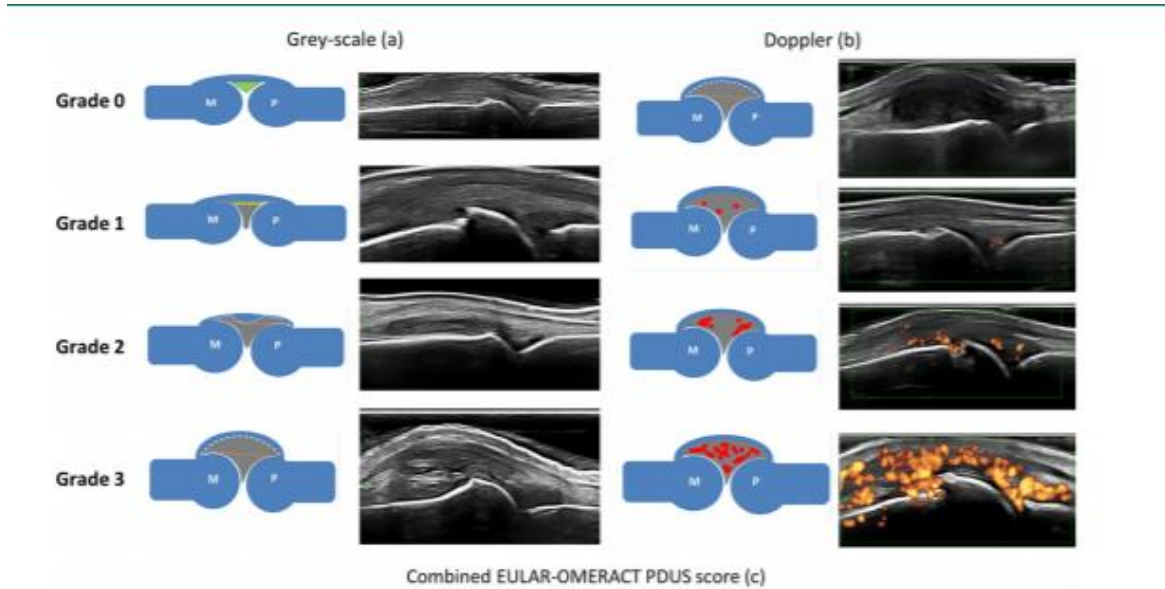 Grey-scale (a)
Doppler (b)
Grade 0
M P
M P
Grade 1
M P
M P
Grade 2
M P
M P
Grade 3
M P
M P
Combined EULAR-OMERACT PDUS score (c)